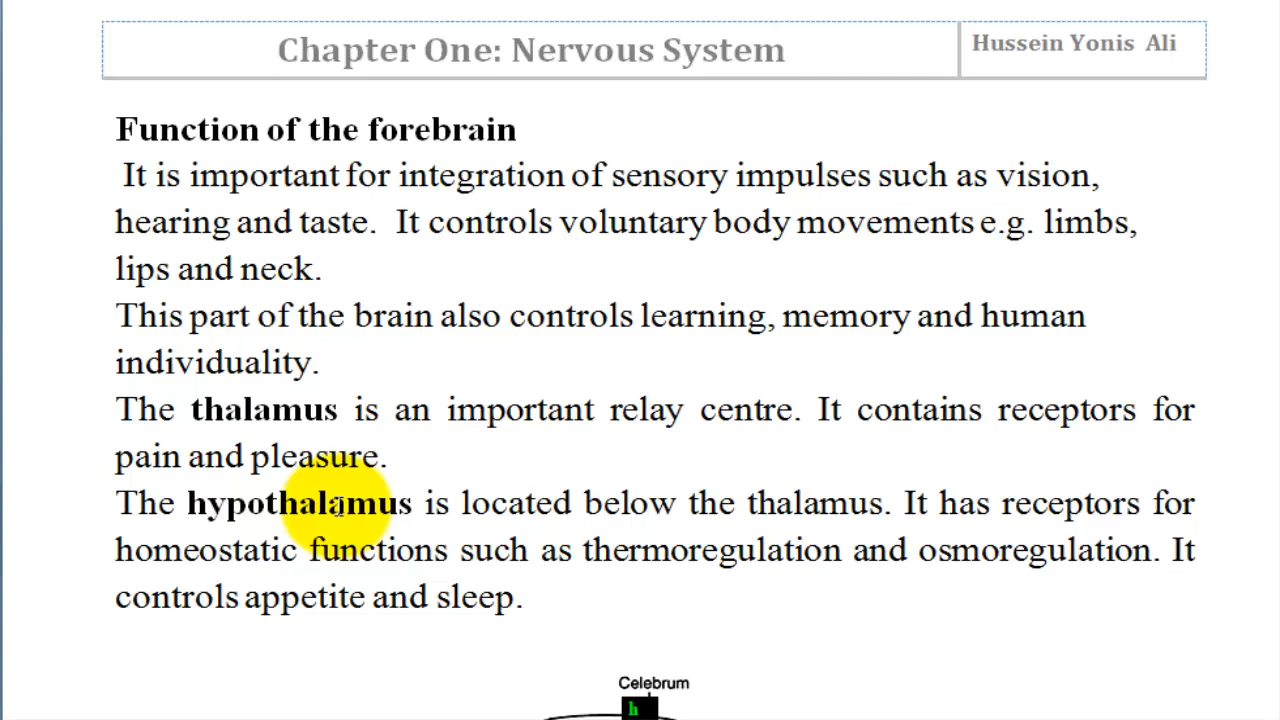 Chapter One: Nervous System
Hussein Yonis Ali
Function of the forebrain
It is important for integration of sensory impulses such as vision,
hearing and taste. It controls voluntary body movements e.g. limbs,
lips and neck.
This part of the brain also controls learning, memory and human
individuality.
The thalamus is an important relay centre. It contains receptors for
pain and pleasure.
The hypothalamus is located below the thalamus. It has receptors for
homeostatic functions such as thermoregulation and osmoregulation. It
controls appetite and sleep.
Celebrum
h